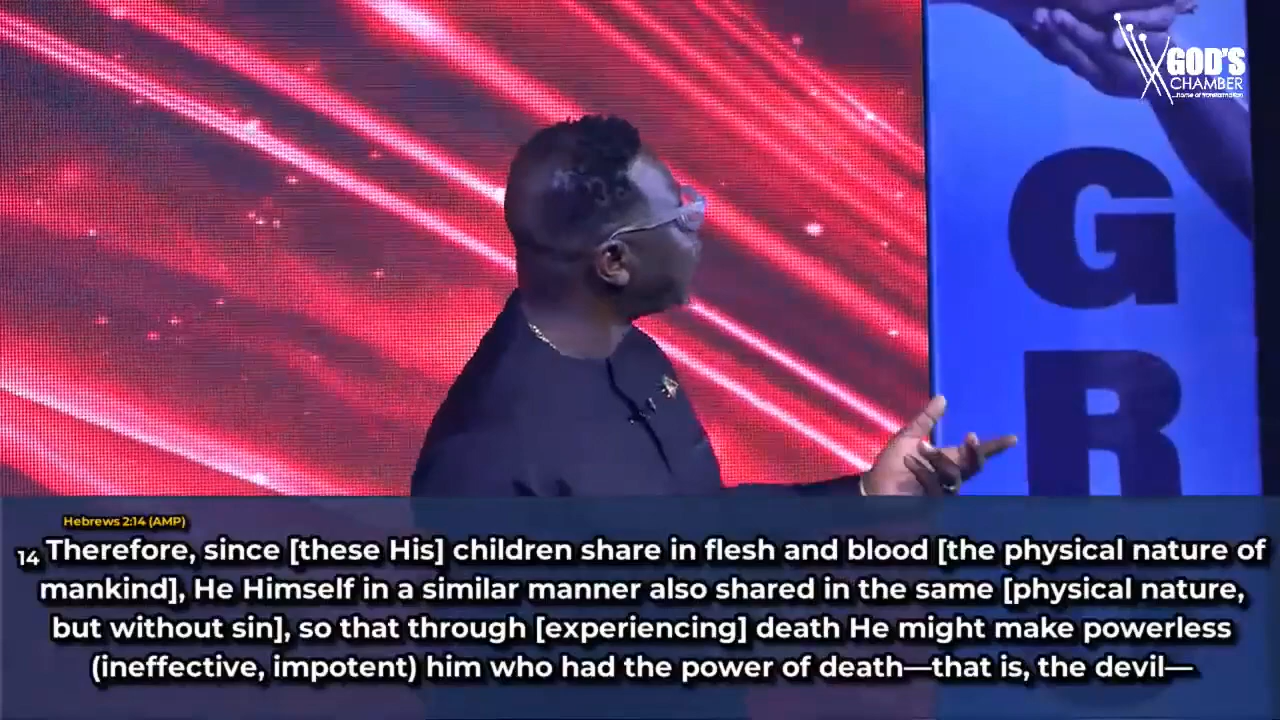 GOD'S
CHAMBER
...home of transformation
G
R
Hebrews 2:14 (AMP)
14 Therefore, since [these His] children share in flesh and blood [the physical nature of
mankind], He Himself in a similar manner also shared in the same [physical nature,
but without sin], so that through [experiencing] death He might make powerless
(ineffective, impotent) him who had the power of death—that is, the devil—